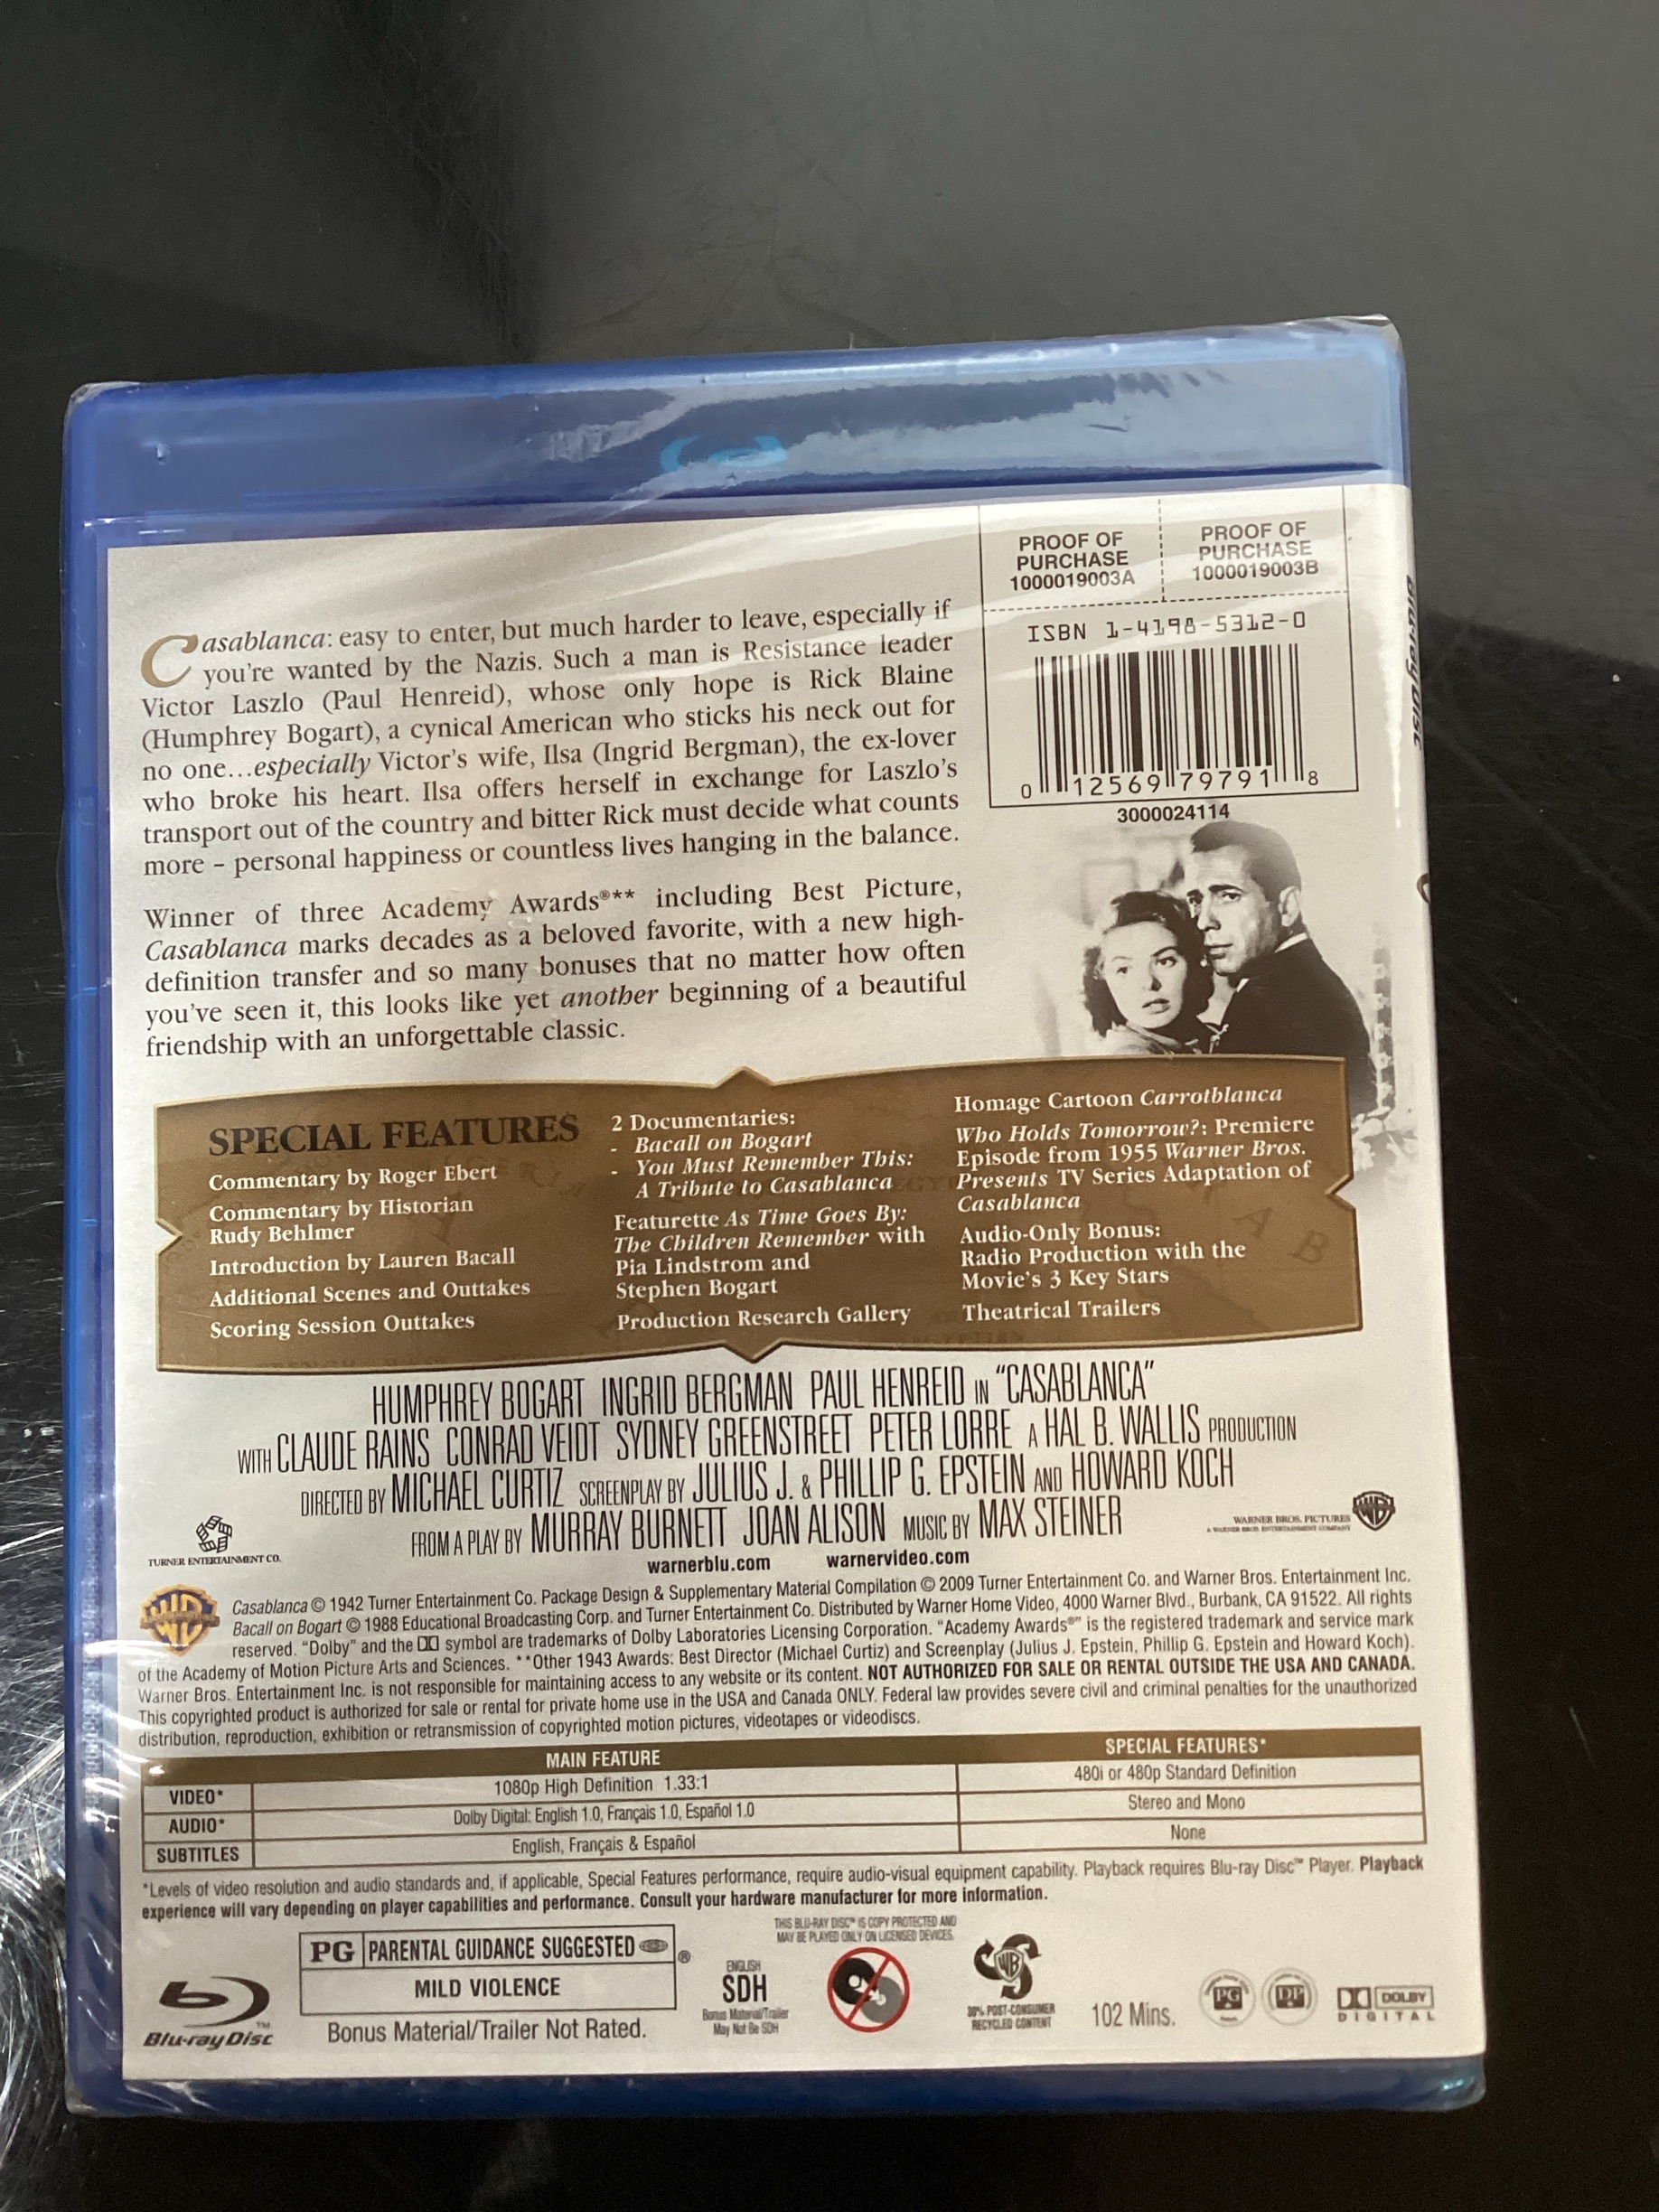 PROOF OF
PURCHASE
1000019003A
PROOF OF
PURCHASE
1000019003B
ISBN 1-4198-5312-0
0 12569 79791 8
3000024114
Casablanca: easy to enter, but much harder to leave, especially if
you're wanted by the Nazis. Such a man is Resistance leader
Victor Laszlo (Paul Henreid), whose only hope is Rick Blaine
(Humphrey Bogart), a cynical American who sticks his neck out for
no one…especially Victor's wife, Ilsa (Ingrid Bergman), the ex-lover
who broke his heart. Ilsa offers herself in exchange for Laszlo's
transport out of the country and bitter Rick must decide what counts
more – personal happiness or countless lives hanging in the balance.
Winner of three Academy Awards®** including Best Picture,
Casablanca marks decades as a beloved favorite, with a new high-
definition transfer and so many bonuses that no matter how often
you've seen it, this looks like yet another beginning of a beautiful
friendship with an unforgettable classic.
SPECIAL FEATURES
Commentary by Roger Ebert
Commentary by Historian
Rudy Behlmer
Introduction by Lauren Bacall
Additional Scenes and Outtakes
Scoring Session Outtakes
2 Documentaries:
- Bacall on Bogart
- You Must Remember This:
A Tribute to Casablanca
Featurette As Time Goes By:
The Children Remember with
Pia Lindstrom and
Stephen Bogart
Production Research Gallery
Homage Cartoon Carrotblanca
Who Holds Tomorrow?: Premiere
Episode from 1955 Warner Bros.
Presents TV Series Adaptation of
Casablanca
Audio-Only Bonus:
Radio Production with the
Movie's 3 Key Stars
Theatrical Trailers
HUMPHREY BOGART INGRID BERGMAN PAUL HENREID IN "CASABLANCA"
WITH CLAUDE RAINS CONRAD VEIDT SYDNEY GREENSTREET PETER LORRE A HAL B. WALLIS PRODUCTION
DIRECTED BY MICHAEL CURTIZ SCREENPLAY BY JULIUS J. & PHILLIP G. EPSTEIN AND HOWARD KOCH
FROM A PLAY BY MURRAY BURNETT JOAN ALISON MUSIC BY MAX STEINER
TURNER ENTERTAINMENT CO.
WARNER BROS. PICTURES
A WARNER BROS. ENTERTAINMENT COMPANY
warnerblu.com warnervideo.com
Casablanca © 1942 Turner Entertainment Co. Package Design & Supplementary Material Compilation © 2009 Turner Entertainment Co. and Warner Bros. Entertainment Inc.
Bacall on Bogart © 1988 Educational Broadcasting Corp. and Turner Entertainment Co. Distributed by Warner Home Video, 4000 Warner Blvd., Burbank, CA 91522. All rights
reserved. "Dolby" and the symbol are trademarks of Dolby Laboratories Licensing Corporation. "Academy Awards®" is the registered trademark and service mark
of the Academy of Motion Picture Arts and Sciences. **Other 1943 Awards: Best Director (Michael Curtiz) and Screenplay (Julius J. Epstein, Phillip G. Epstein and Howard Koch).
Warner Bros. Entertainment Inc. is not responsible for maintaining access to any website or its content. NOT AUTHORIZED FOR SALE OR RENTAL OUTSIDE THE USA AND CANADA.
This copyrighted product is authorized for sale or rental for private home use in the USA and Canada ONLY. Federal law provides severe civil and criminal penalties for the unauthorized
distribution, reproduction, exhibition or retransmission of copyrighted motion pictures, videotapes or videodiscs.
MAIN FEATURE SPECIAL FEATURES*
VIDEO* 1080p High Definition 1.33:1 480i or 480p Standard Definition
AUDIO* Dolby Digital: English 1.0, Français 1.0, Español 1.0 Stereo and Mono
SUBTITLES English, Français & Español None
*Levels of video resolution and audio standards and, if applicable, Special Features performance, require audio-visual equipment capability. Playback requires Blu-ray Disc™ Player. Playback
experience will vary depending on player capabilities and performance. Consult your hardware manufacturer for more information.
Blu-ray Disc™
PG PARENTAL GUIDANCE SUGGESTED ®
MILD VIOLENCE
Bonus Material/Trailer Not Rated.
ENGLISH
SDH
Bonus Material/Trailer
May Not Be SDH
THIS BLU-RAY DISC™ IS COPY PROTECTED AND
MAY BE PLAYED ONLY ON LICENSED DEVICES.
WB
30% POST-CONSUMER
RECYCLED CONTENT
102 Mins.
PG
DP
DOLBY
DIGITAL
Blu-ray Disc